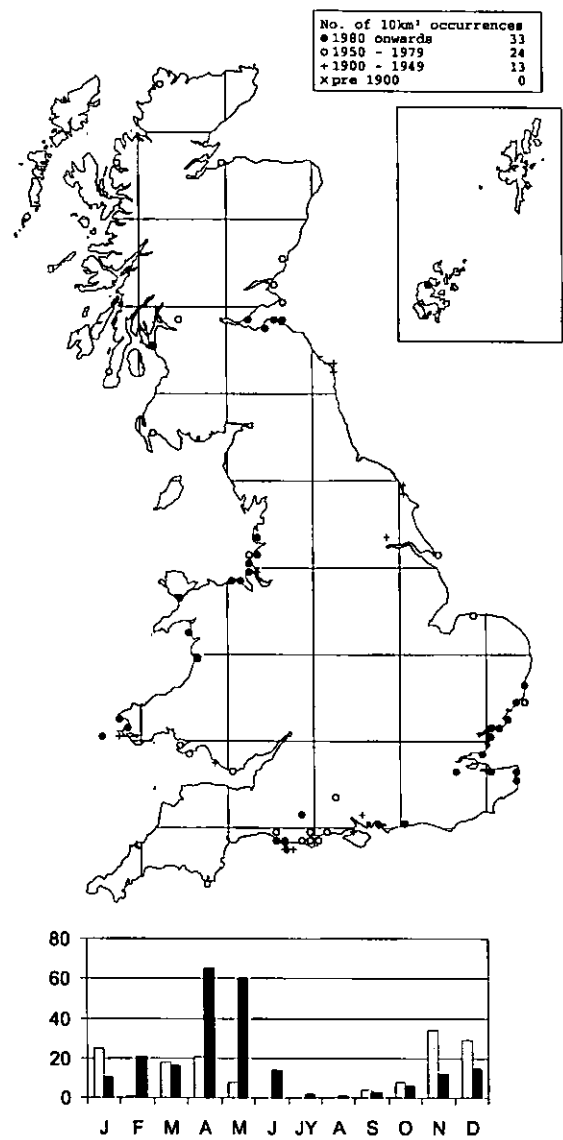 No. of 10km² occurrences
● 1980 onwards 33
○ 1950 - 1979 24
+ 1900 - 1949 13
× pre 1900 0
80
60
40
20
0
J F M A M J JY A S O N D